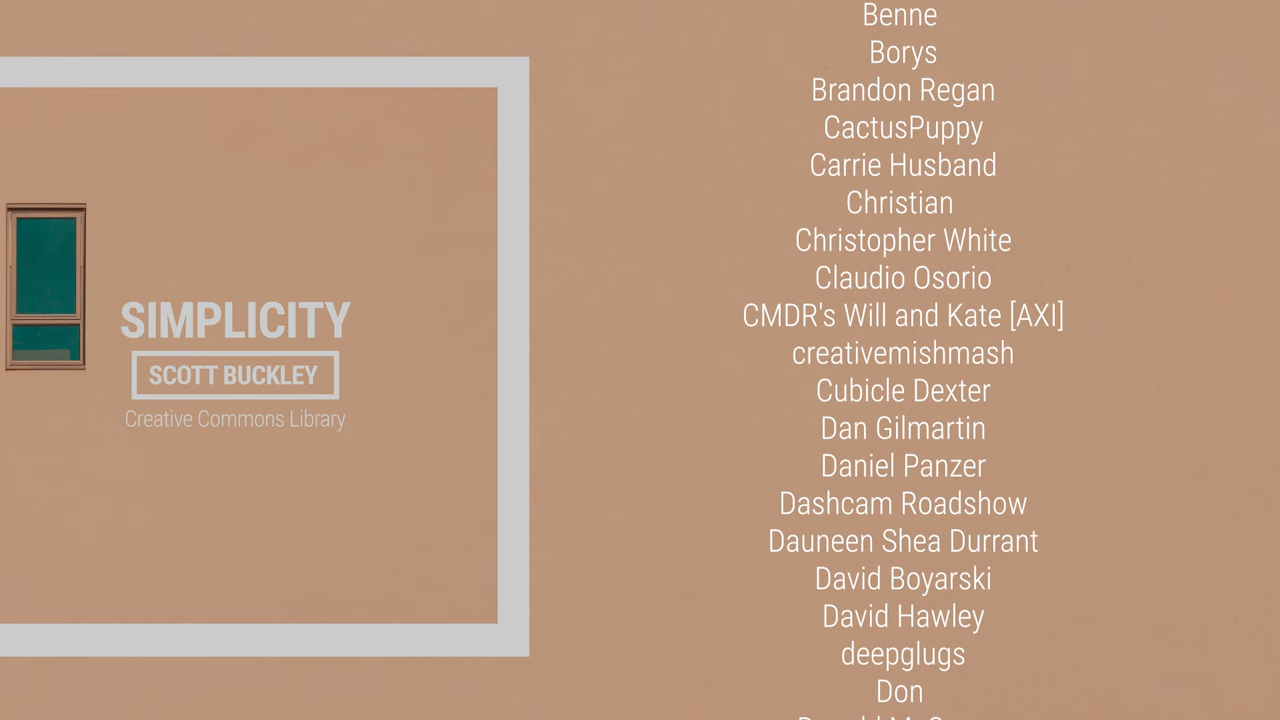 SIMPLICITY
SCOTT BUCKLEY
Creative Commons Library
Benne
Borys
Brandon Regan
CactusPuppy
Carrie Husband
Christian
Christopher White
Claudio Osorio
CMDR's Will and Kate [AXI]
creativemishmash
Cubicle Dexter
Dan Gilmartin
Daniel Panzer
Dashcam Roadshow
Dauneen Shea Durrant
David Boyarski
David Hawley
deepglugs
Don